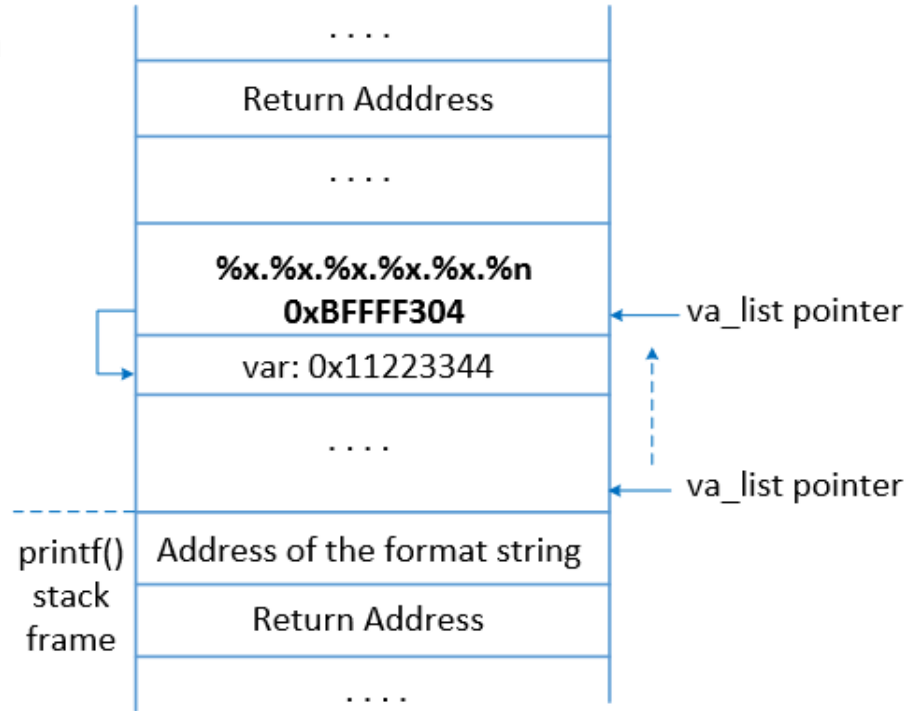 . . . .
Return Adddress
. . . .
%x.%x.%x.%x.%x.%n
0xBFFFF304
va_list pointer
var: 0x11223344
. . . .
va_list pointer
printf()
stack
frame
Address of the format string
Return Address
. . . .